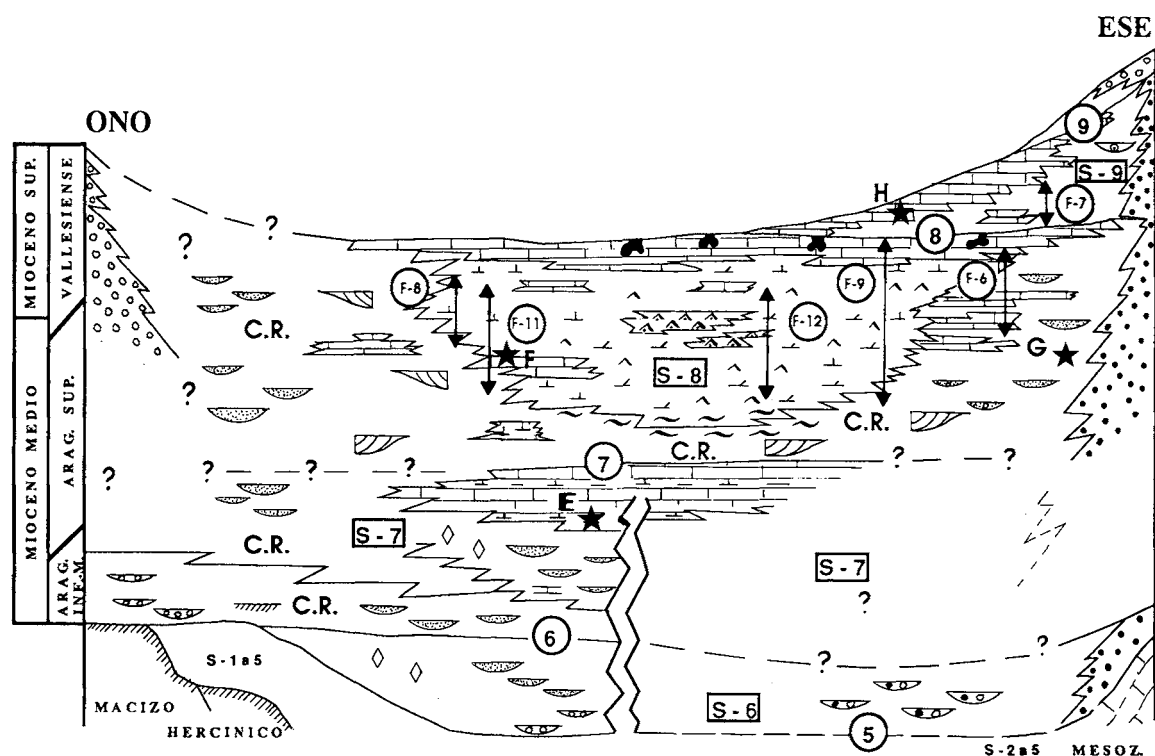 ESE
ONO
MIOCENO SUP.
VALLESIENSE
MIOCENO MEDIO
ARAG. SUP.
ARAG.
INF.M.
9
S-9
H
F-7
8
?
?
F-8
F-9
F-6
C.R.
F-11
F-12
F
G
S-8
?
C.R.
C.R.
7
?
?
?
?
?
?
E
S-7
C.R.
S-7
C.R.
?
6
?
?
S-1a5
MACIZO
HERCINICO
S-6
5
S-2a5
MESOZ.